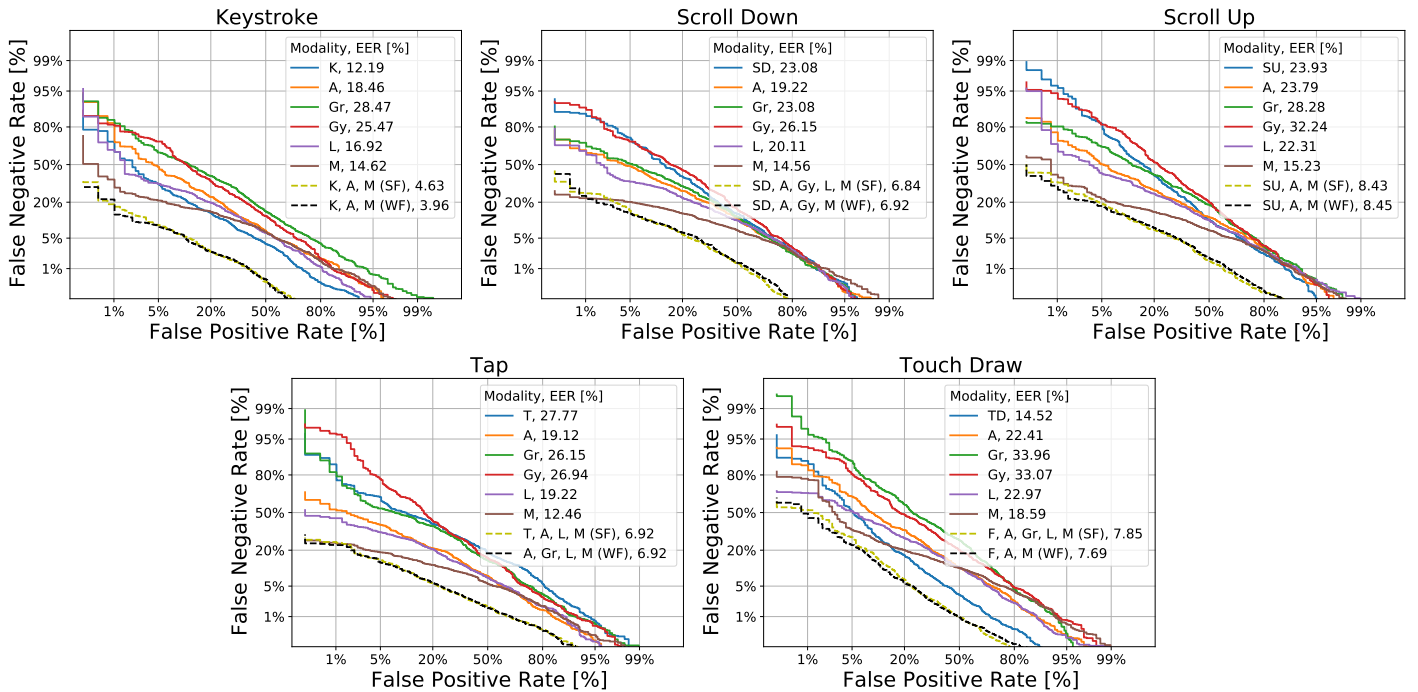 Keystroke
False Negative Rate [%]
99%
95%
80%
50%
20%
5%
1%
Modality, EER [%]
K, 12.19
A, 18.46
Gr, 28.47
Gy, 25.47
L, 16.92
M, 14.62
K, A, M (SF), 4.63
K, A, M (WF), 3.96
1% 5% 20% 50% 80% 95% 99%
False Positive Rate [%]
Scroll Down
False Negative Rate [%]
99%
95%
80%
50%
20%
5%
1%
Modality, EER [%]
SD, 23.08
A, 19.22
Gr, 23.08
Gy, 26.15
L, 20.11
M, 14.56
SD, A, Gy, L, M (SF), 6.84
SD, A, Gy, M (WF), 6.92
1% 5% 20% 50% 80% 95% 99%
False Positive Rate [%]
Scroll Up
False Negative Rate [%]
99%
95%
80%
50%
20%
5%
1%
Modality, EER [%]
SU, 23.93
A, 23.79
Gr, 28.28
Gy, 32.24
L, 22.31
M, 15.23
SU, A, M (SF), 8.43
SU, A, M (WF), 8.45
1% 5% 20% 50% 80% 95% 99%
False Positive Rate [%]
Tap
False Negative Rate [%]
99%
95%
80%
50%
20%
5%
1%
Modality, EER [%]
T, 27.77
A, 19.12
Gr, 26.15
Gy, 26.94
L, 19.22
M, 12.46
T, A, L, M (SF), 6.92
A, Gr, L, M (WF), 6.92
1% 5% 20% 50% 80% 95% 99%
False Positive Rate [%]
Touch Draw
False Negative Rate [%]
99%
95%
80%
50%
20%
5%
1%
Modality, EER [%]
TD, 14.52
A, 22.41
Gr, 33.96
Gy, 33.07
L, 22.97
M, 18.59
F, A, Gr, L, M (SF), 7.85
F, A, M (WF), 7.69
1% 5% 20% 50% 80% 95% 99%
False Positive Rate [%]